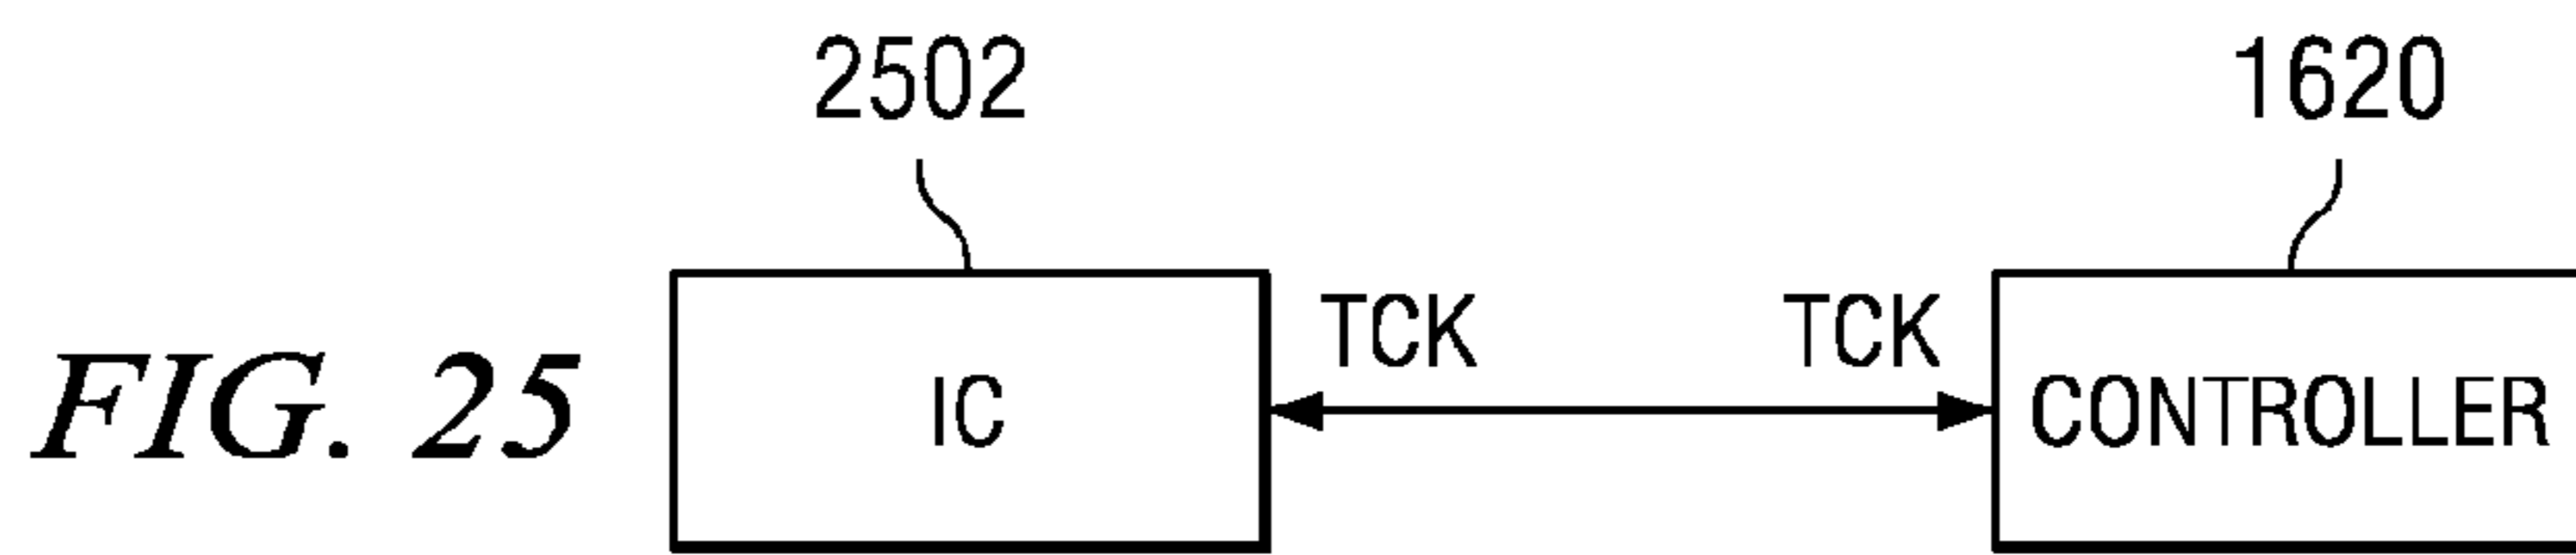 2502
1620
TCK
TCK
FIG. 25
IC
CONTROLLER